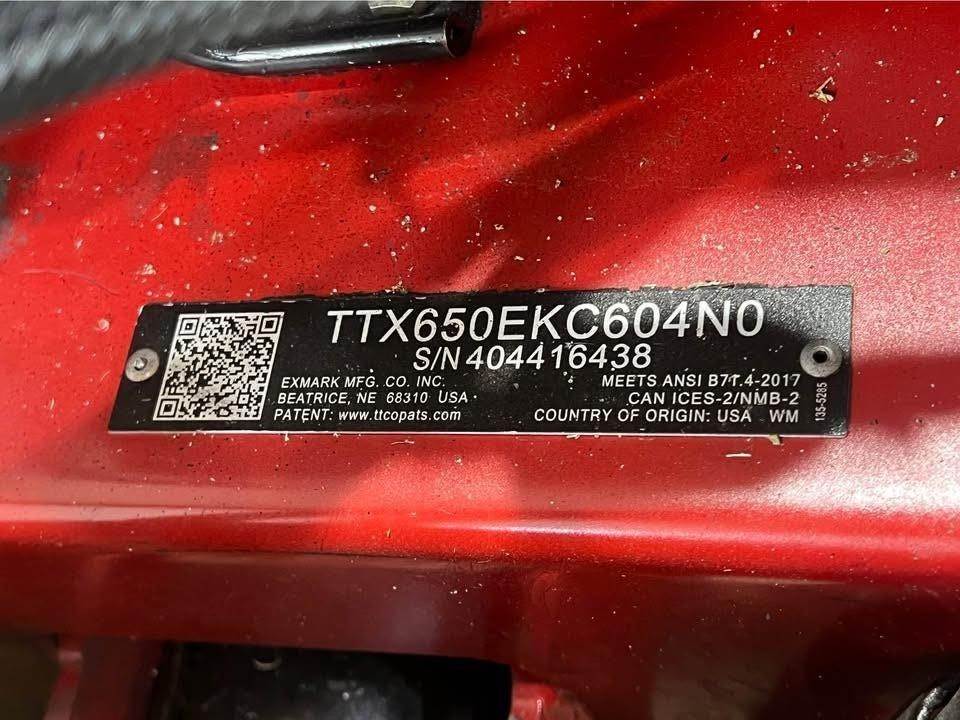 TTX650EKC604N0
S/N 404416438
EXMARK MFG. CO. INC.
BEATRICE, NE 68310 USA
PATENT: www.ttcopats.com
MEETS ANSI B71.4-2017
CAN ICES-2/NMB-2
COUNTRY OF ORIGIN: USA WM
135-5285